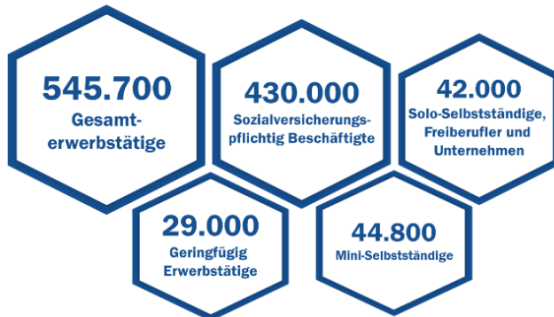 545.700
Gesamt-
erwerbstätige
430.000
Sozialversicherungs-
pflichtig Beschäftigte
42.000
Solo-Selbstständige,
Freiberufler und
Unternehmen
29.000
Geringfügig
Erwerbstätige
44.800
Mini-Selbstständige